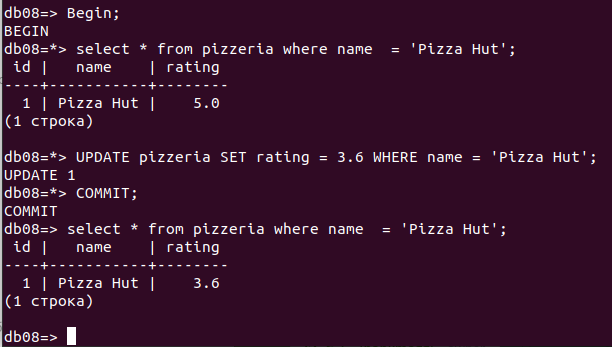 db08=> Begin;
BEGIN
db08=*> select * from pizzeria where name  = 'Pizza Hut';
 id |   name    | rating
----+-----------+--------
  1 | Pizza Hut |    5.0
(1 строка)

db08=*> UPDATE pizzeria SET rating = 3.6 WHERE name = 'Pizza Hut';
UPDATE 1
db08=*> COMMIT;
COMMIT
db08=> select * from pizzeria where name  = 'Pizza Hut';
 id |   name    | rating
----+-----------+--------
  1 | Pizza Hut |    3.6
(1 строка)

db08=>